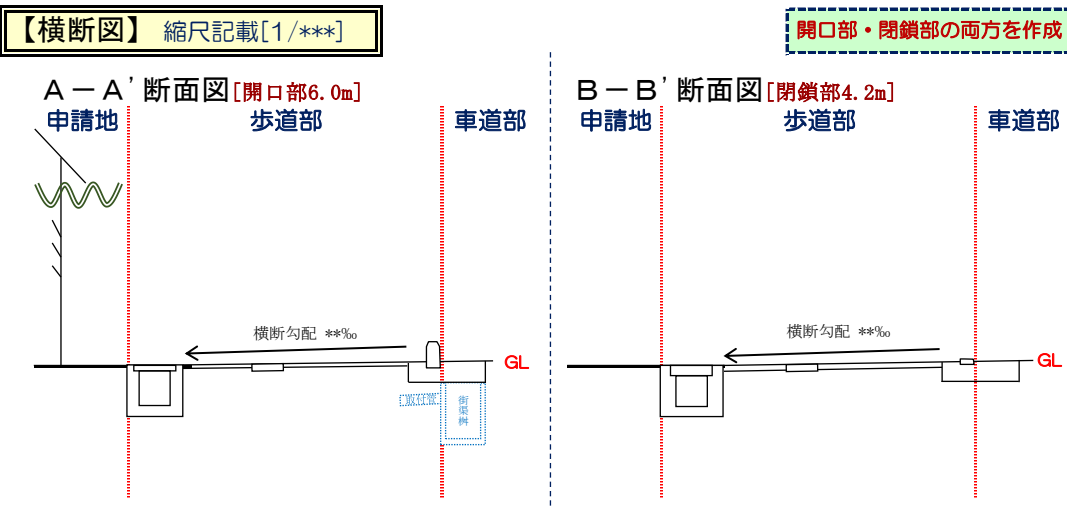 【横断図】 縮尺記載[1/***]
開口部・閉鎖部の両方を作成
A-A'断面図[開口部6.0m]
申請地 歩道部 車道部
横断勾配 **‰
GL
取付管
街渠桝
B-B'断面図[閉鎖部4.2m]
申請地 歩道部 車道部
横断勾配 **‰
GL